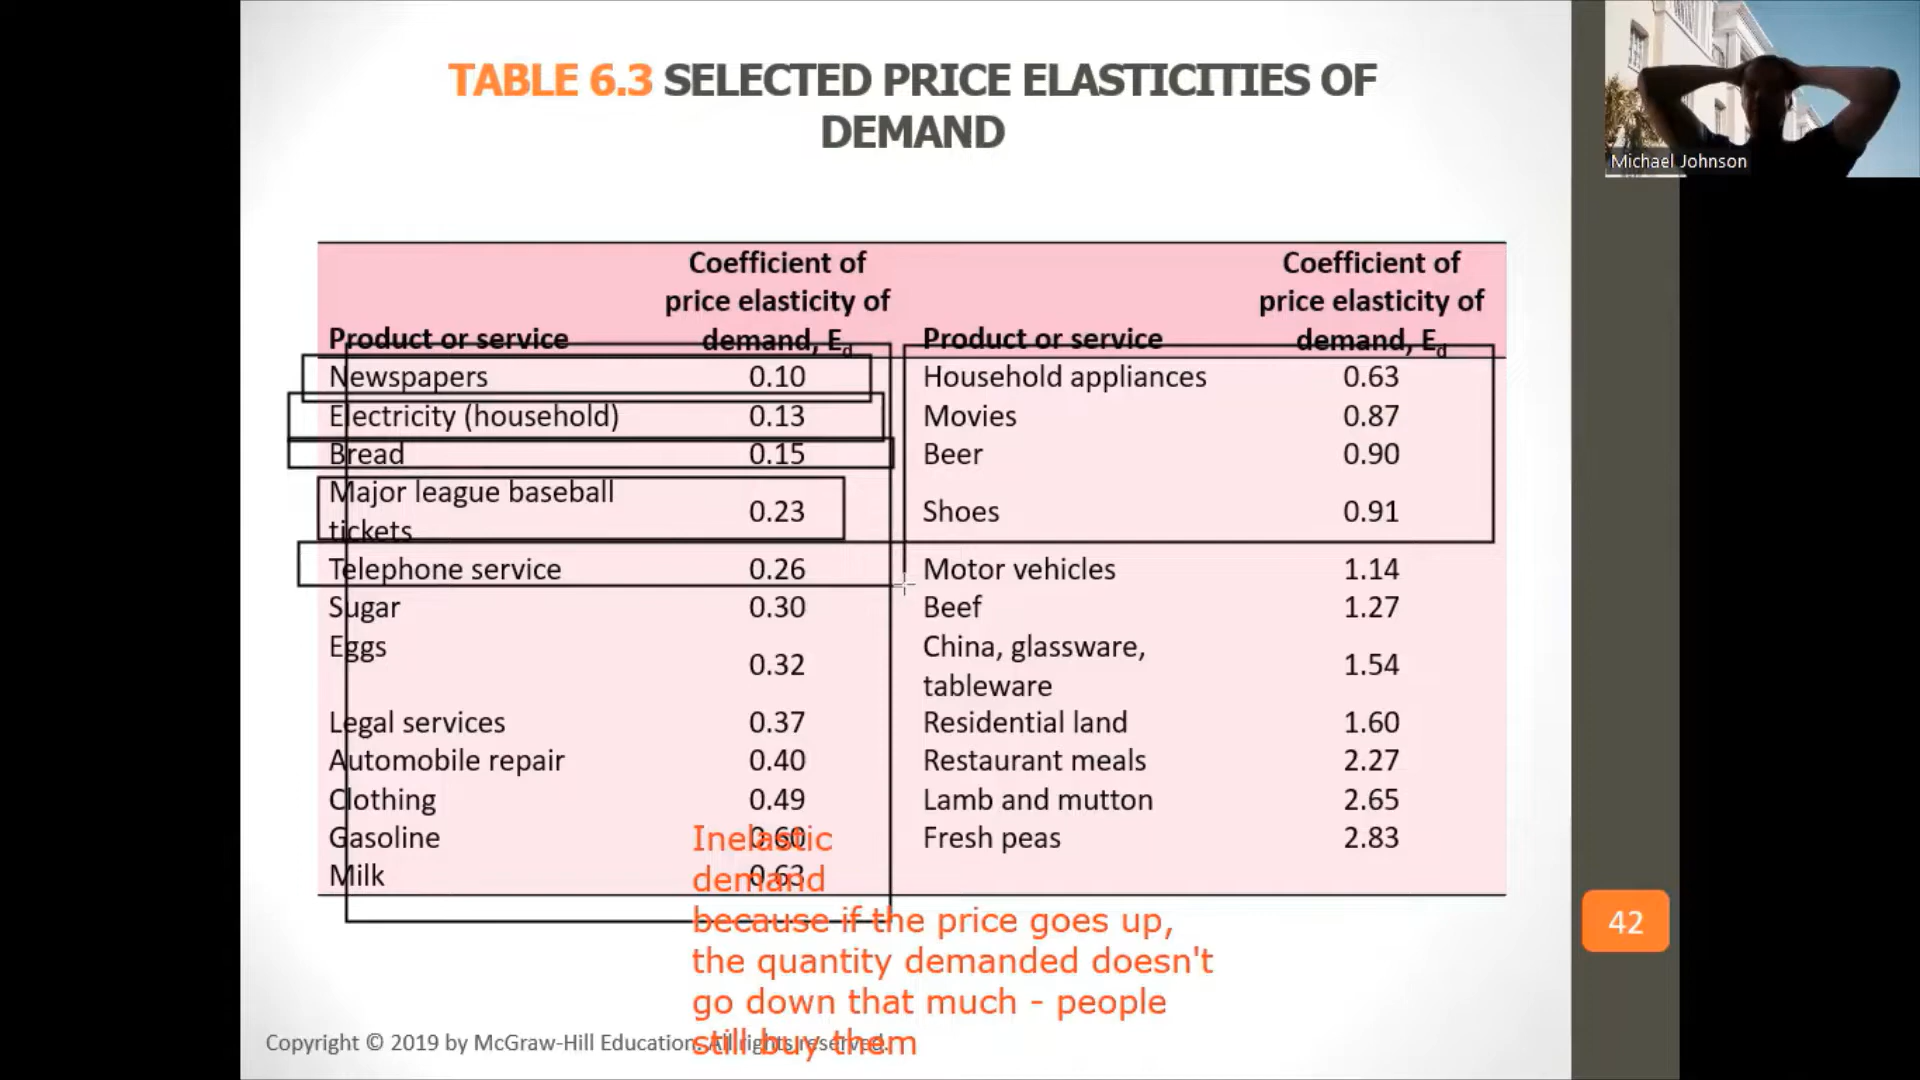 TABLE 6.3 SELECTED PRICE ELASTICITIES OF
DEMAND
Michael Johnson
Product or service Coefficient of price elasticity of demand, Ed Product or service Coefficient of price elasticity of demand, Ed
Newspapers 0.10 Household appliances 0.63
Electricity (household) 0.13 Movies 0.87
Bread 0.15 Beer 0.90
Major league baseball tickets 0.23 Shoes 0.91
Telephone service 0.26 Motor vehicles 1.14
Sugar 0.30 Beef 1.27
Eggs 0.32 China, glassware, tableware 1.54
Legal services 0.37 Residential land 1.60
Automobile repair 0.40 Restaurant meals 2.27
Clothing 0.49 Lamb and mutton 2.65
Gasoline 0.60 Fresh peas 2.83
Milk 0.63
Inelastic
demand
because if the price goes up,
the quantity demanded doesn't
go down that much - people
still buy them
42
Copyright © 2019 by McGraw-Hill Education. All rights reserved.